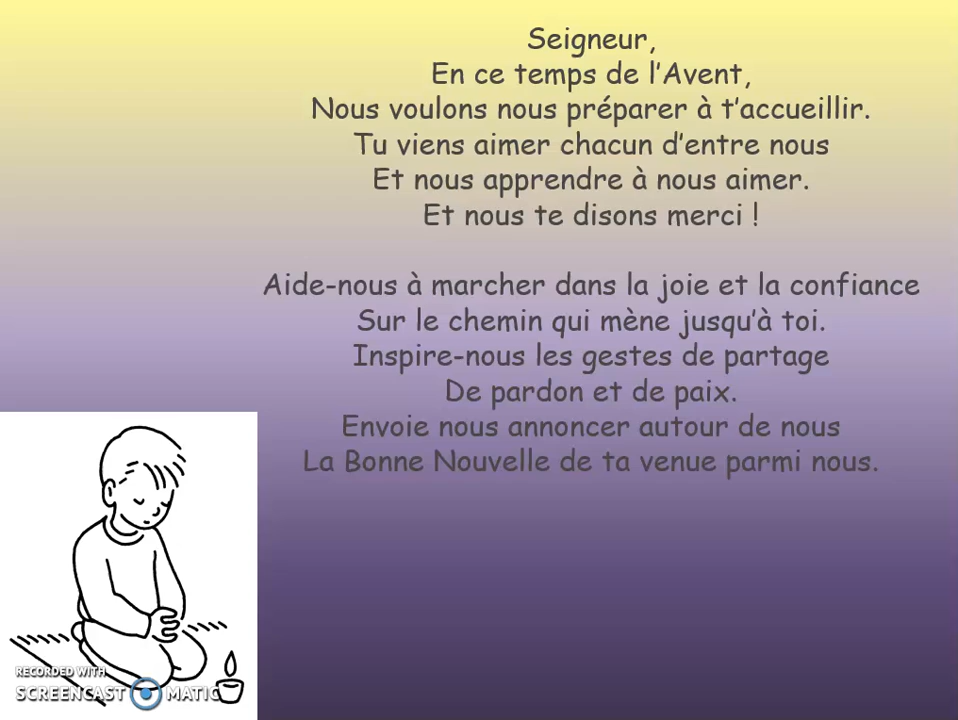 Seigneur,
En ce temps de l'Avent,
Nous voulons nous préparer à t'accueillir.
Tu viens aimer chacun d'entre nous
Et nous apprendre à nous aimer.
Et nous te disons merci !
Aide-nous à marcher dans la joie et la confiance
Sur le chemin qui mène jusqu'à toi.
Inspire-nous les gestes de partage
De pardon et de paix.
Envoie nous annoncer autour de nous
La Bonne Nouvelle de ta venue parmi nous.
RECORDED WITH
SCREENCAST MATIC